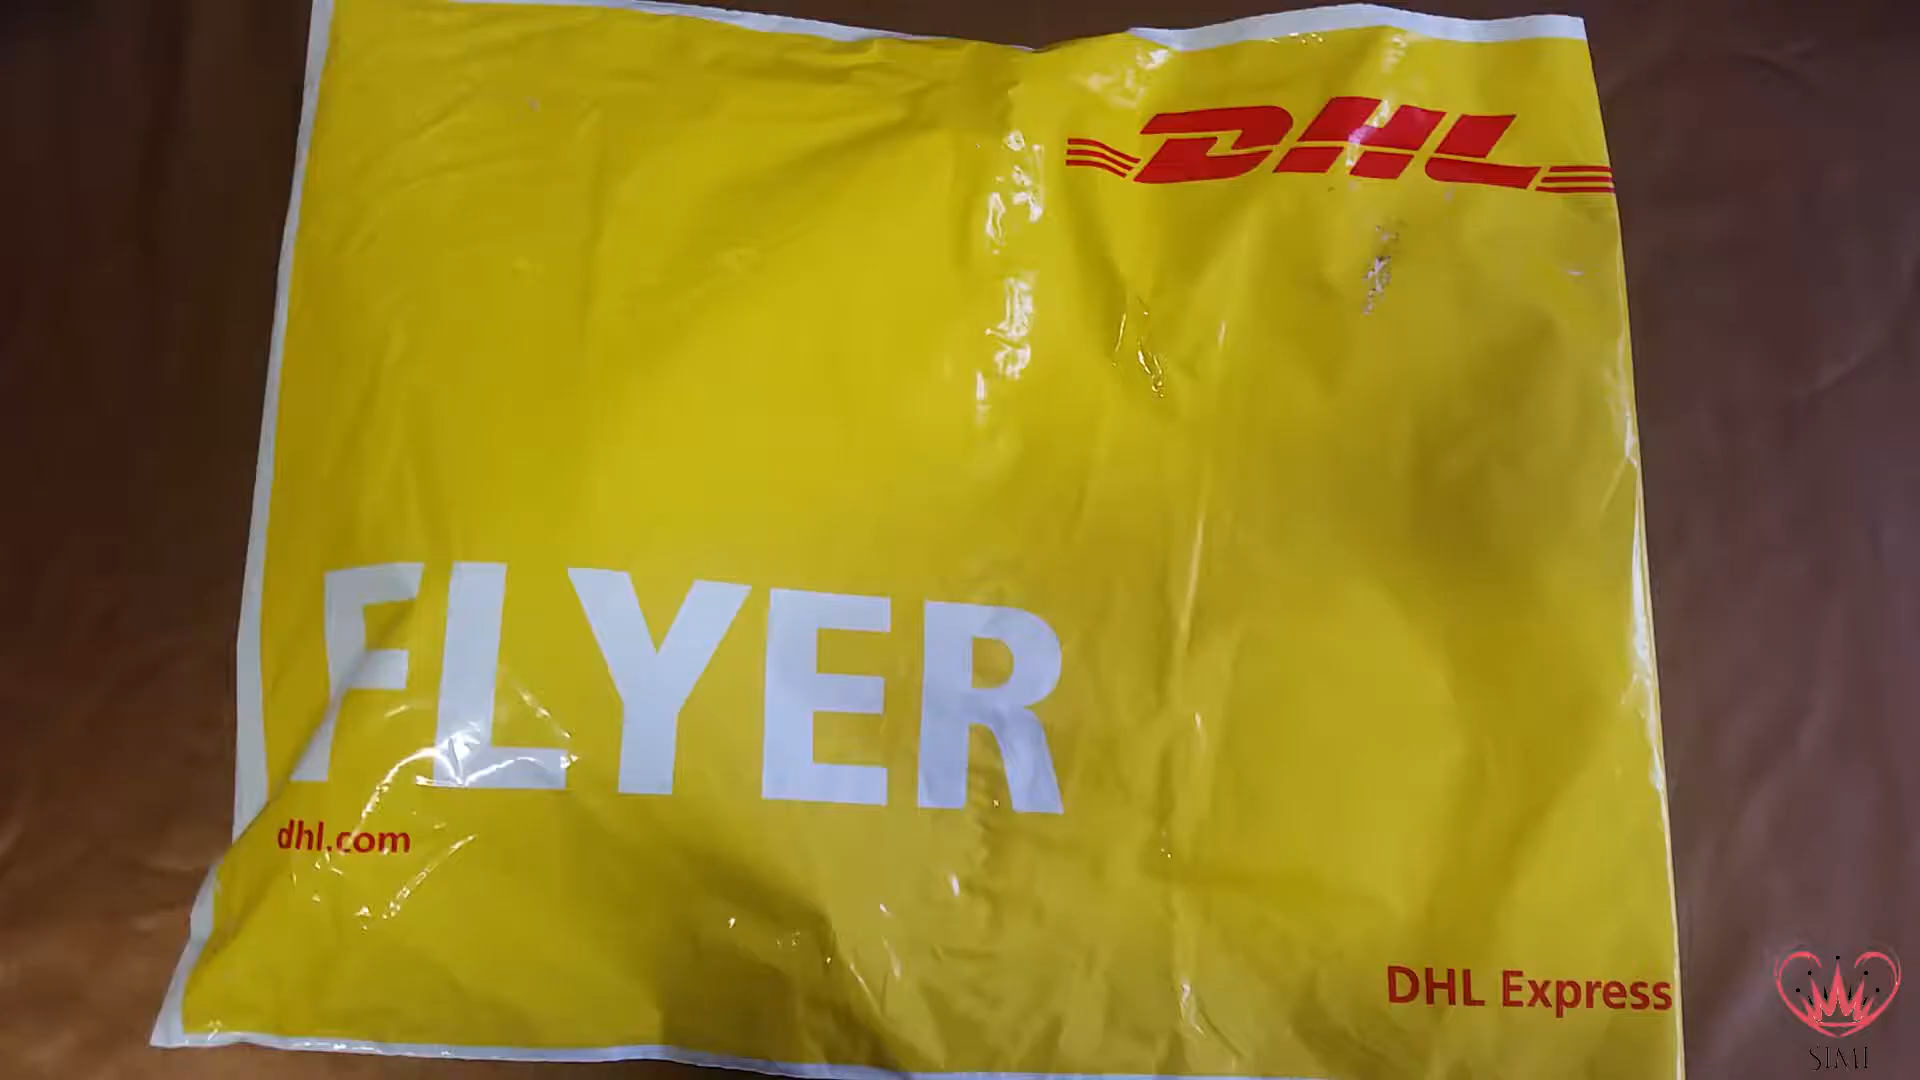 DHL
FLYER
dhl.com
DHL Express
SIMI